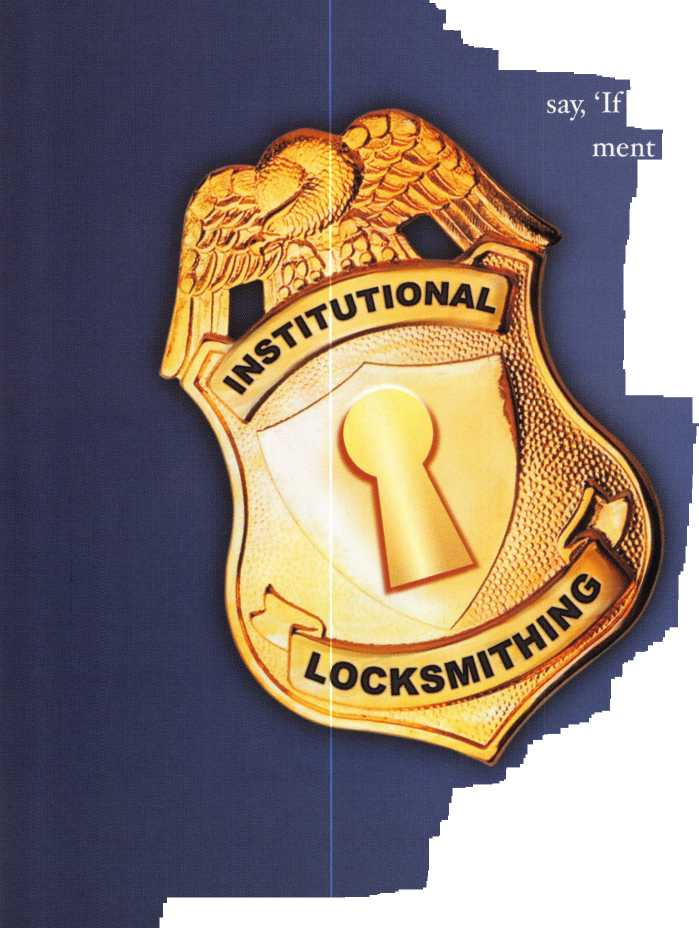 say, ‘If
ment
INSTITUTIONAL
LOCKSMITHING